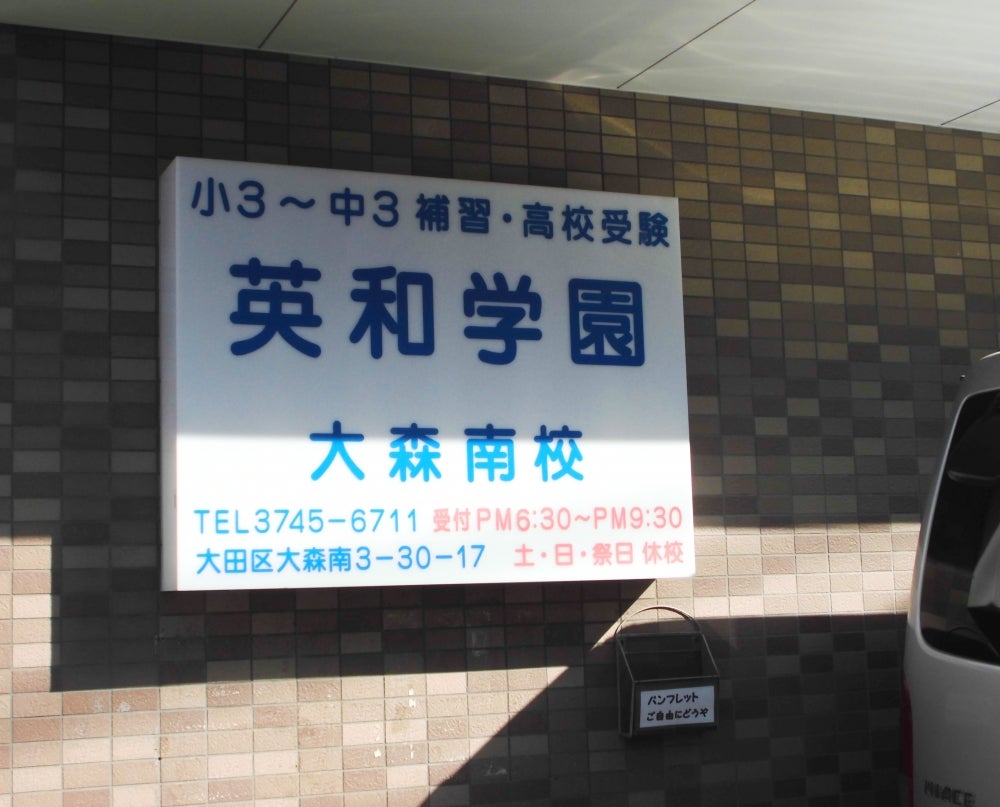 小3～中3 補習・高校受験
英和学園
大森南校
TEL3745-6711 受付PM6:30～PM9:30
大田区大森南3-30-17 土・日・祭日 休校
パンフレット
ご自由にどうぞ
HIACE